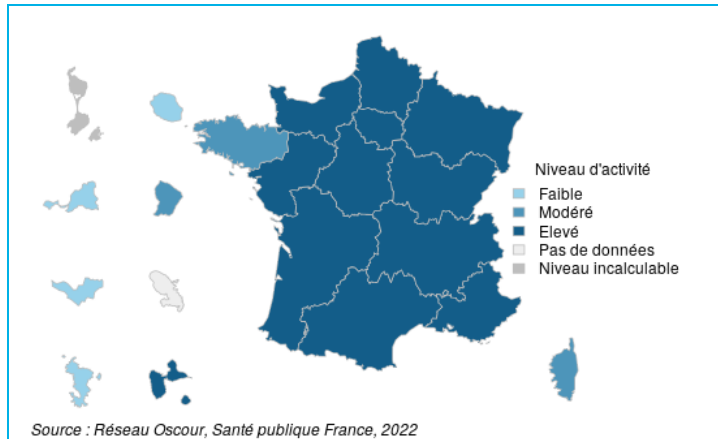 Niveau d'activité
Faible
Modéré
Elevé
Pas de données
Niveau incalculable
Source : Réseau Oscour, Santé publique France, 2022